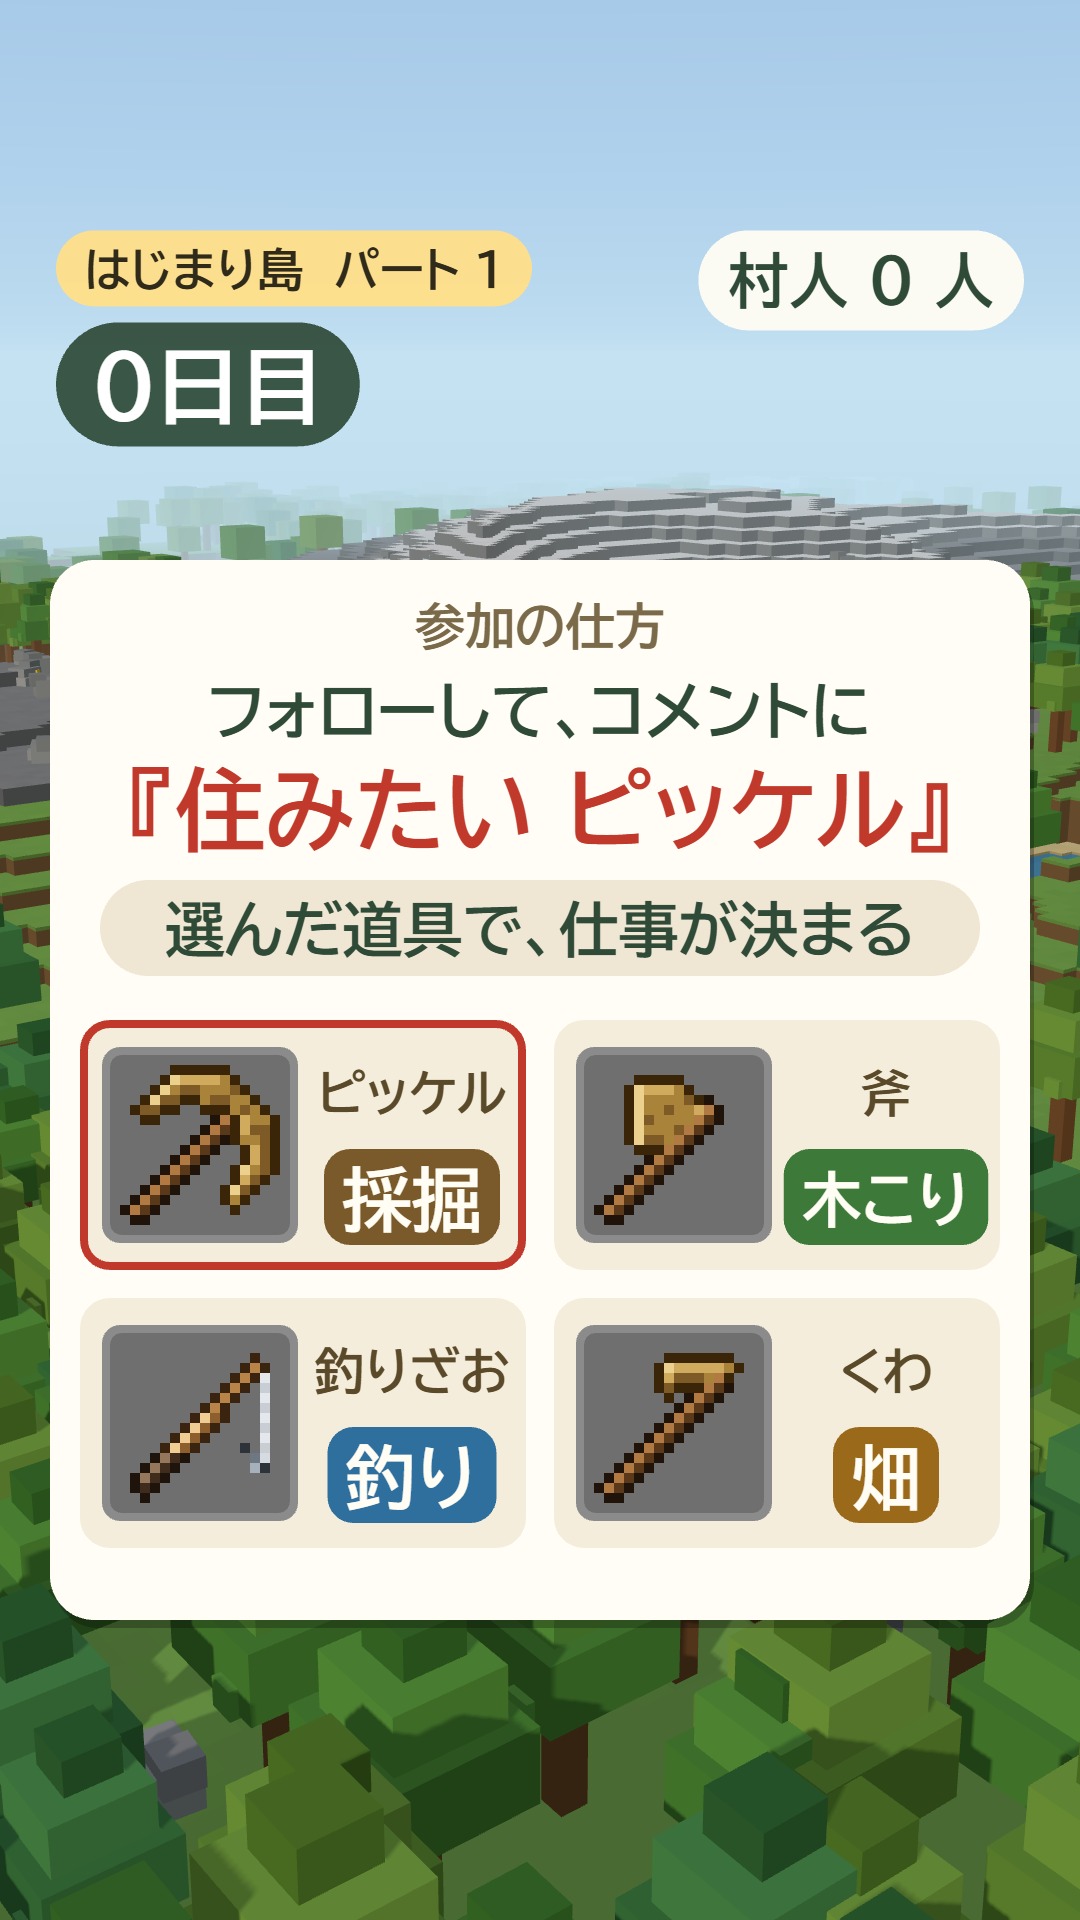 はじまり島 パート 1
村人 0 人
0日目
参加の仕方
フォローして、コメントに
『住みたい ピッケル』
選んだ道具で、仕事が決まる
ピッケル
採掘
斧
木こり
釣りざお
釣り
くわ
畑